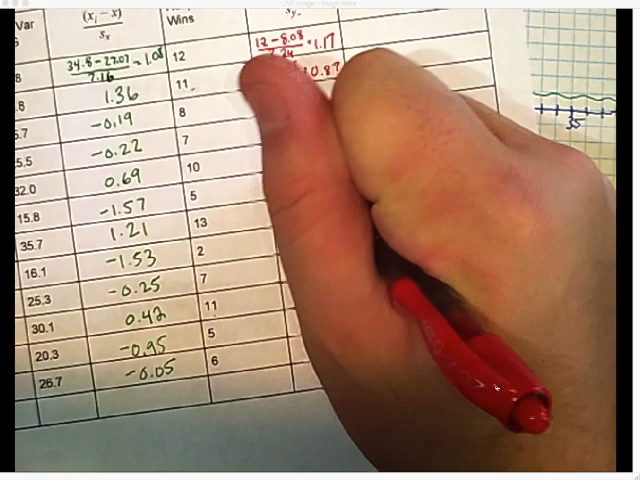 Var (xᵢ – x̄) Wins
sₓ sᵧ
8 34.8-27.07 = 1.08 12 12-8.08 = 1.17
7.16
.8 1.36 11 0.87
5.7 -0.19 8
5.5 -0.22 7
32.0 0.69 10
15.8 -1.57 5
35.7 1.21 13
16.1 -1.53 2
25.3 -0.25 7
30.1 0.42 11
20.3 -0.95 5
26.7 -0.05 6